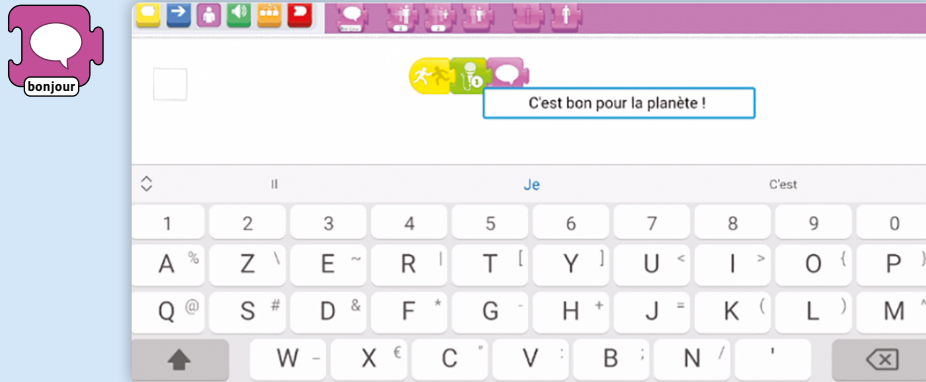 bonjour
1
C'est bon pour la planète !
Il Je C'est
1 2 3 4 5 6 7 8 9 0
A % Z \ E ~ R | T [ Y ] U < I > O { P }
Q @ S # D & F * G - H + J = K ( L ) M ^
W _ X € C " V : B ; N / '